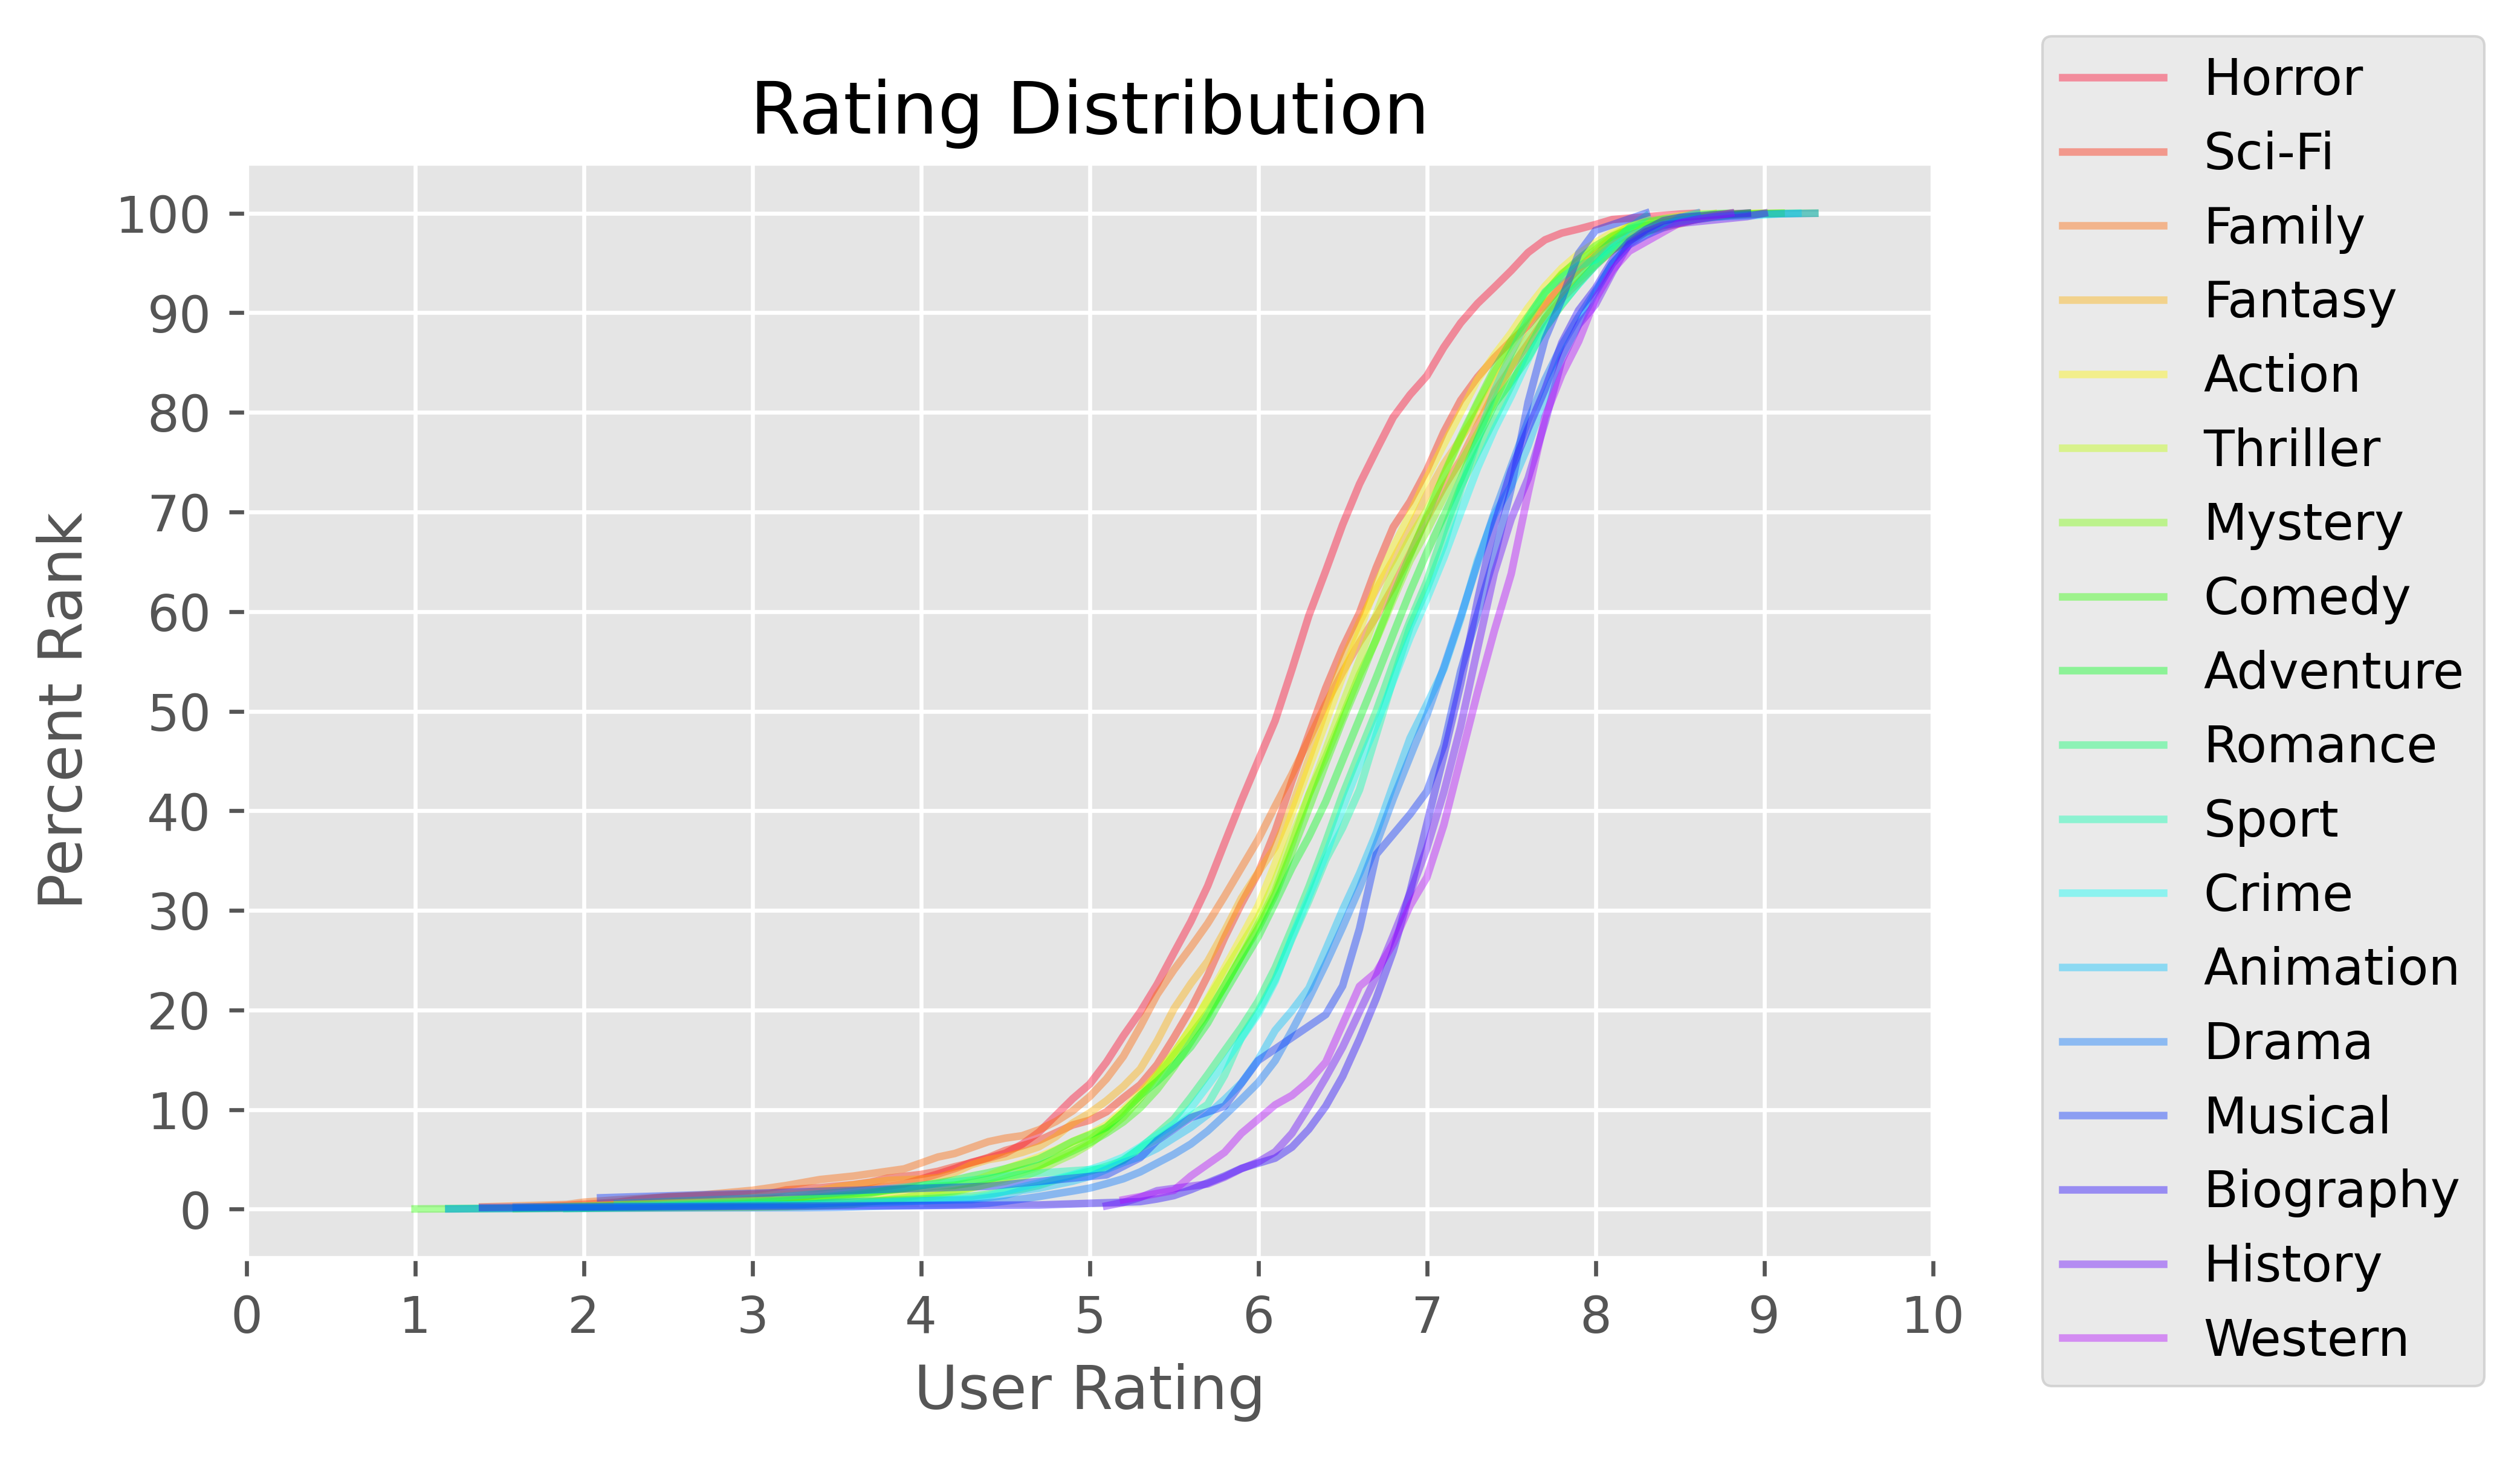 Rating Distribution
Percent Rank
100
90
80
70
60
50
40
30
20
10
0
0 1 2 3 4 5 6 7 8 9 10
User Rating
Horror
Sci-Fi
Family
Fantasy
Action
Thriller
Mystery
Comedy
Adventure
Romance
Sport
Crime
Animation
Drama
Musical
Biography
History
Western